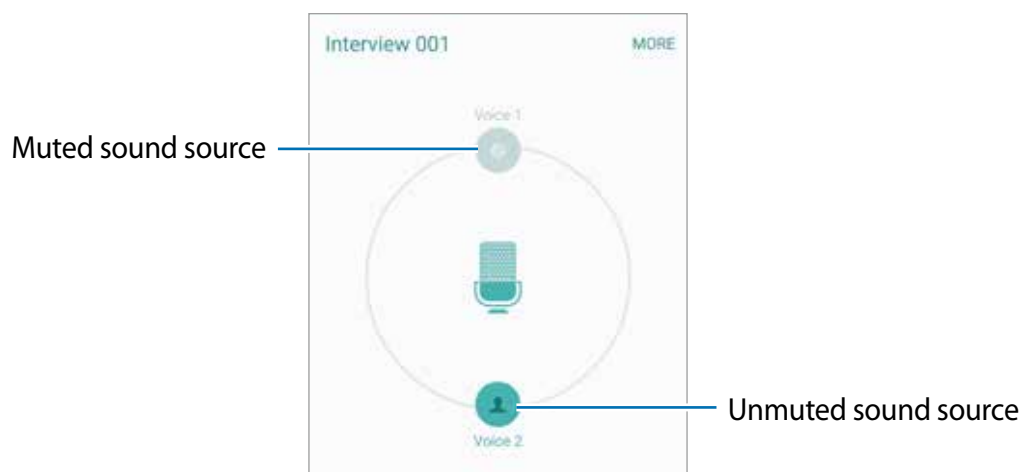 Interview 001
MORE
Voice 1
Muted sound source
Unmuted sound source
Voice 2